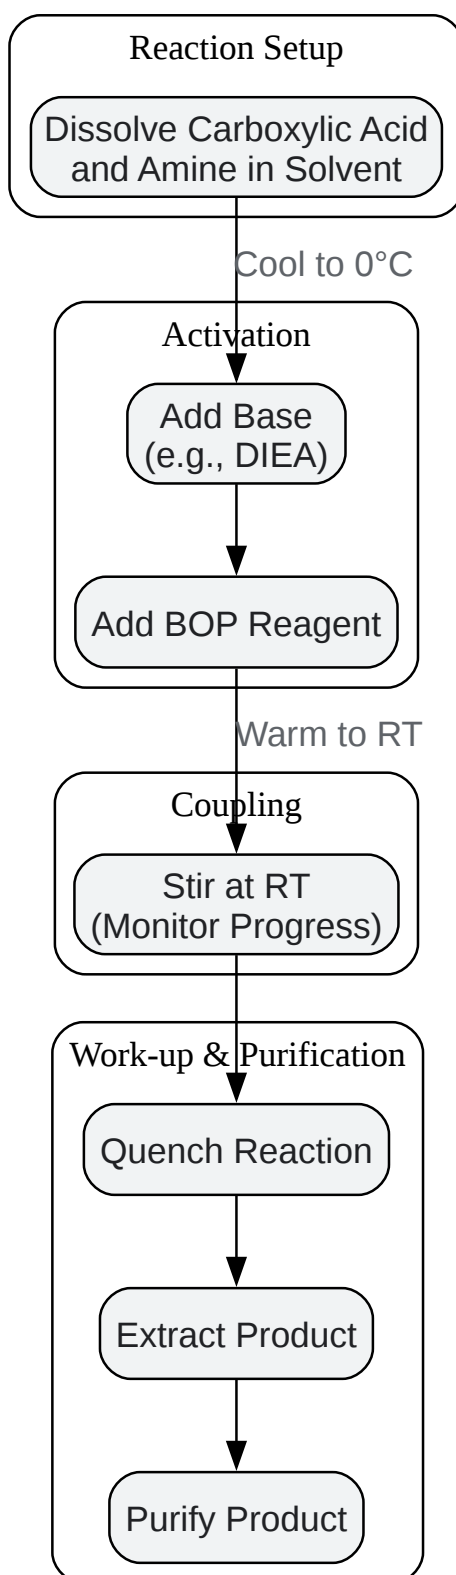 Reaction Setup
Dissolve Carboxylic Acid
and Amine in Solvent
Cool to 0°C
Activation
Add Base
(e.g., DIEA)
Add BOP Reagent
Warm to RT
Coupling
Stir at RT
(Monitor Progress)
Work-up & Purification
Quench Reaction
Extract Product
Purify Product